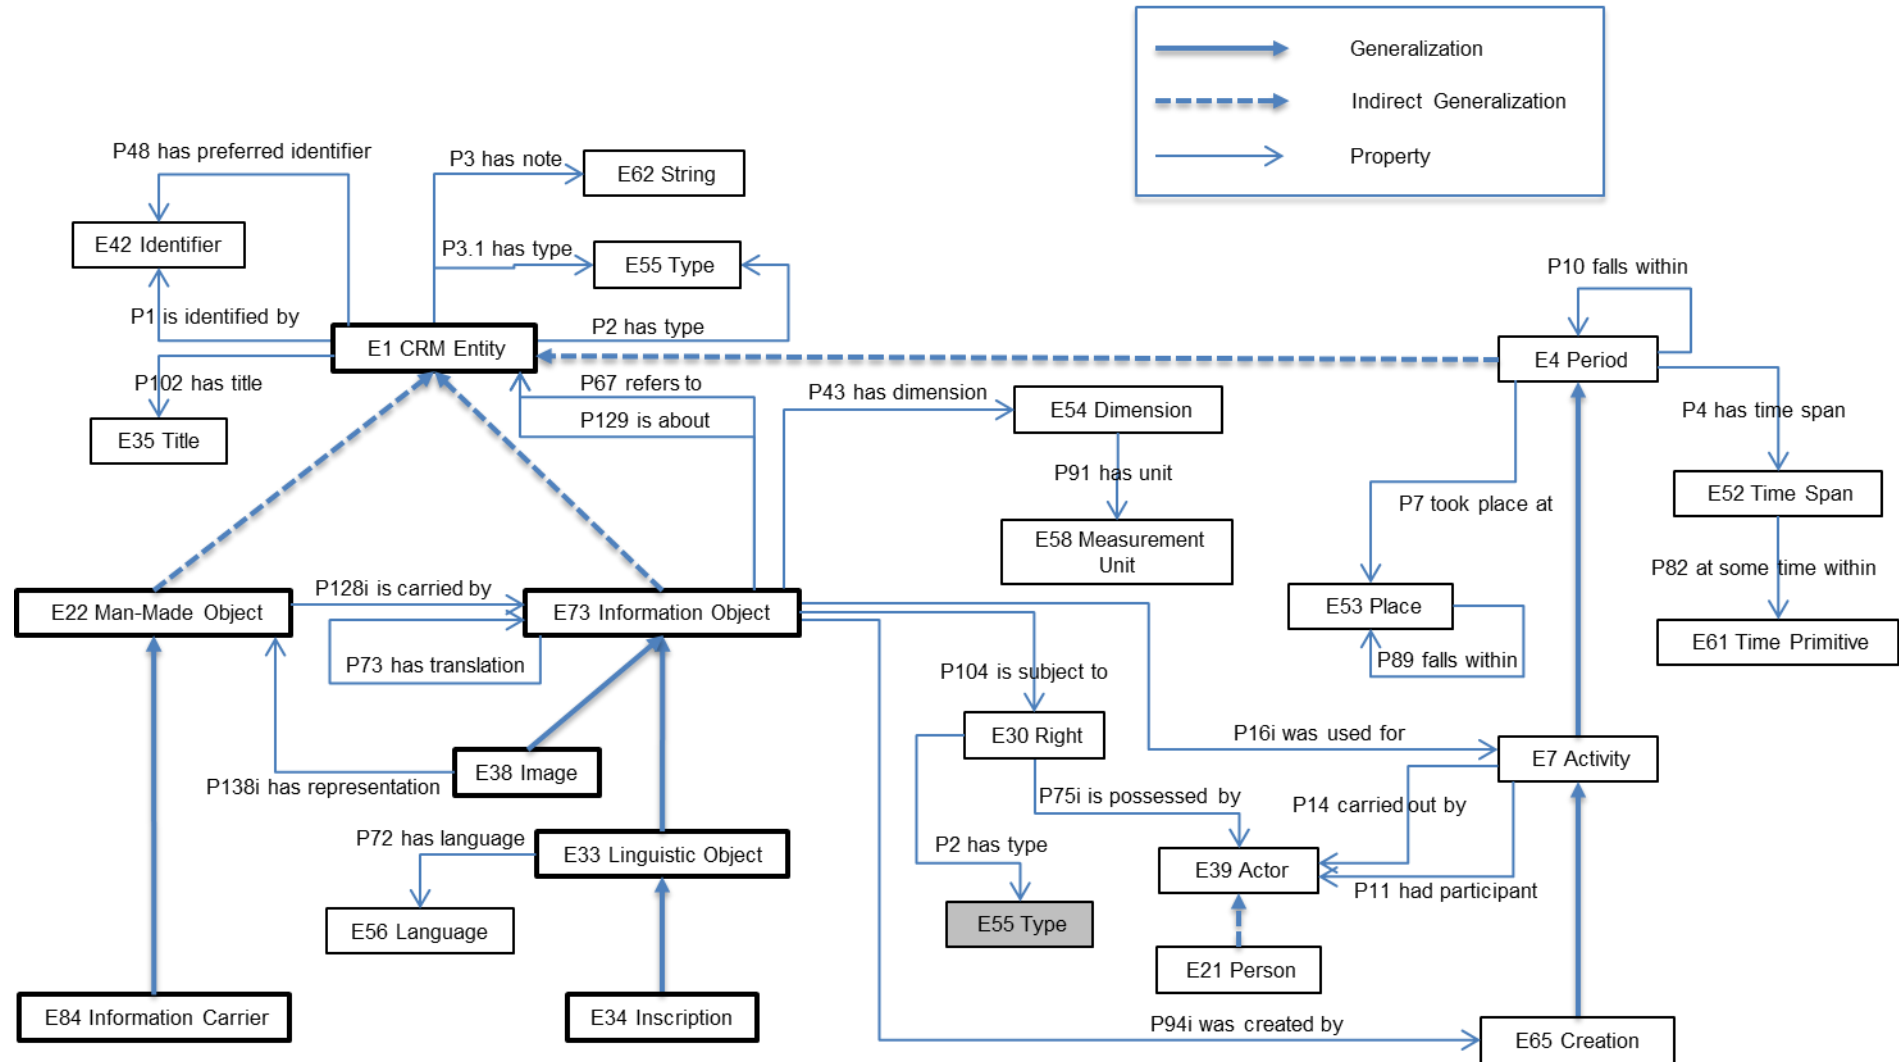 Generalization
Indirect Generalization
Property
P48 has preferred identifier
P3 has note
E62 String
E42 Identifier
P3.1 has type
E55 Type
P10 falls within
P1 is identified by
P2 has type
E1 CRM Entity
E4 Period
P102 has title
P67 refers to
P43 has dimension
E54 Dimension
P4 has time span
P129 is about
E35 Title
P91 has unit
E52 Time Span
P7 took place at
E58 Measurement
Unit
P82 at some time within
P128i is carried by
E22 Man-Made Object
E73 Information Object
E53 Place
E61 Time Primitive
P73 has translation
P89 falls within
P104 is subject to
E30 Right
P16i was used for
E7 Activity
E38 Image
P138i has representation
P75i is possessed by
P14 carried out by
P72 has language
E33 Linguistic Object
P2 has type
E39 Actor
P11 had participant
E56 Language
E55 Type
E21 Person
E84 Information Carrier
E34 Inscription
P94i was created by
E65 Creation